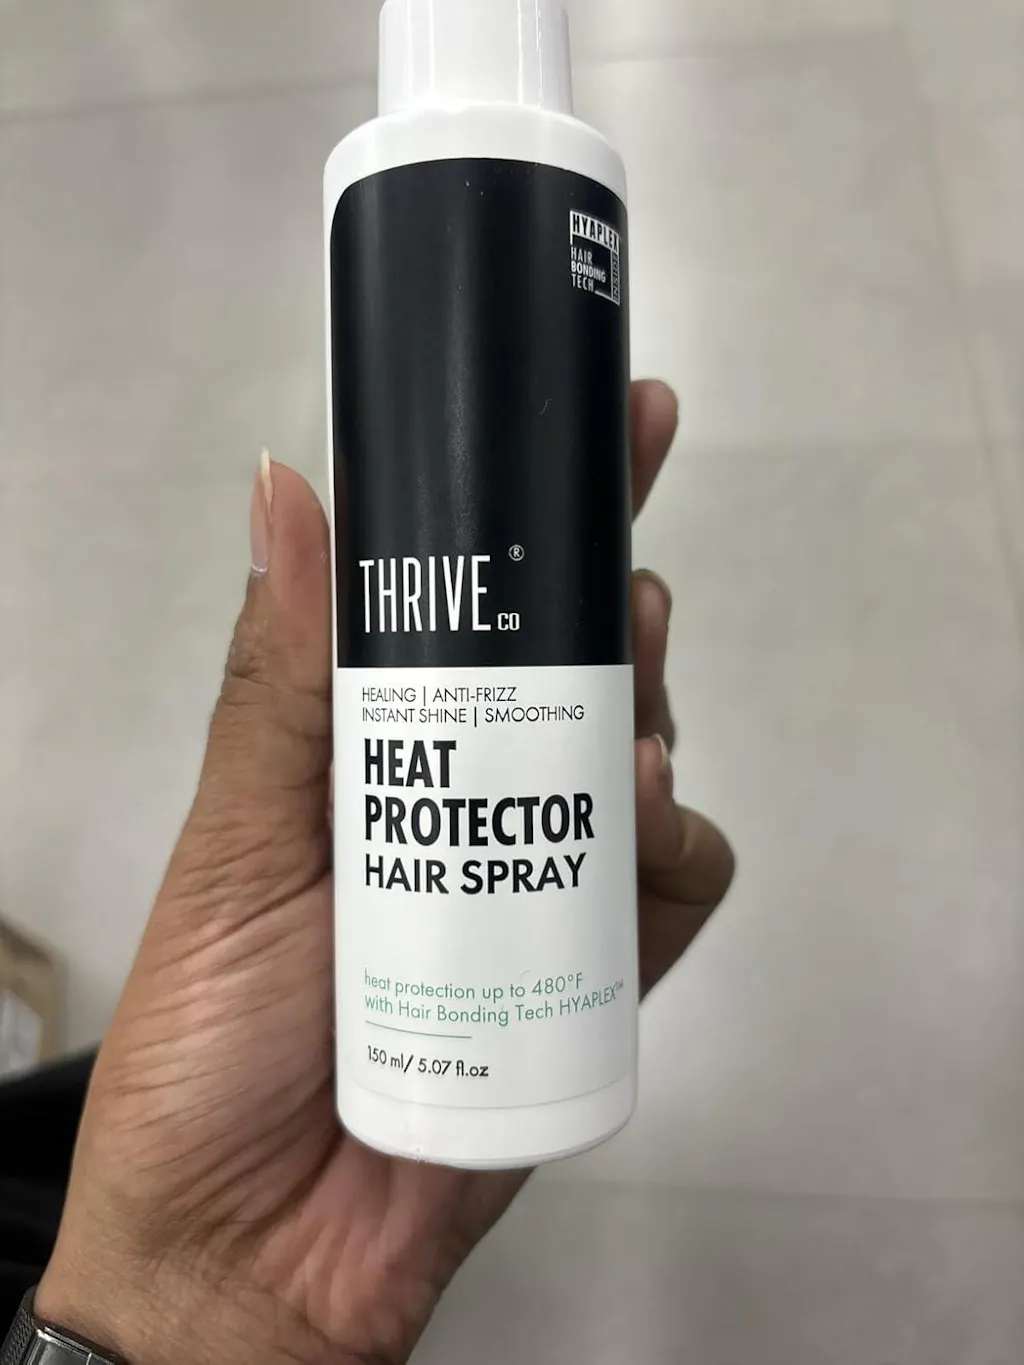 HYAPLEX
HAIR
BONDING
TECH
INSIDE
THRIVE ®
CO
HEALING | ANTI-FRIZZ
INSTANT SHINE | SMOOTHING
HEAT
PROTECTOR
HAIR SPRAY
heat protection up to 480°F
with Hair Bonding Tech HYAPLEX™
150 ml/ 5.07 fl.oz